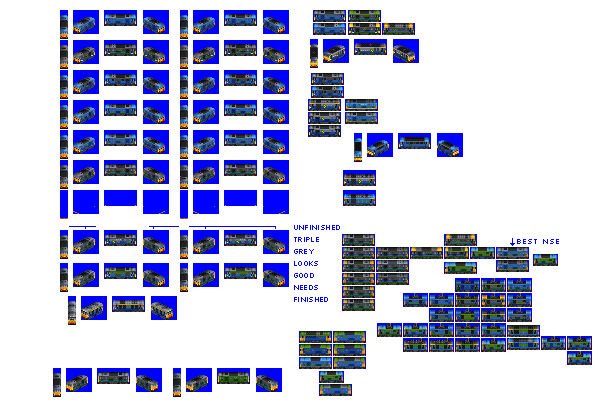 UNFINISHED
TRIPLE
↓BEST NSE
GREY
LOOKS
GOOD
NEEDS
FINISHED